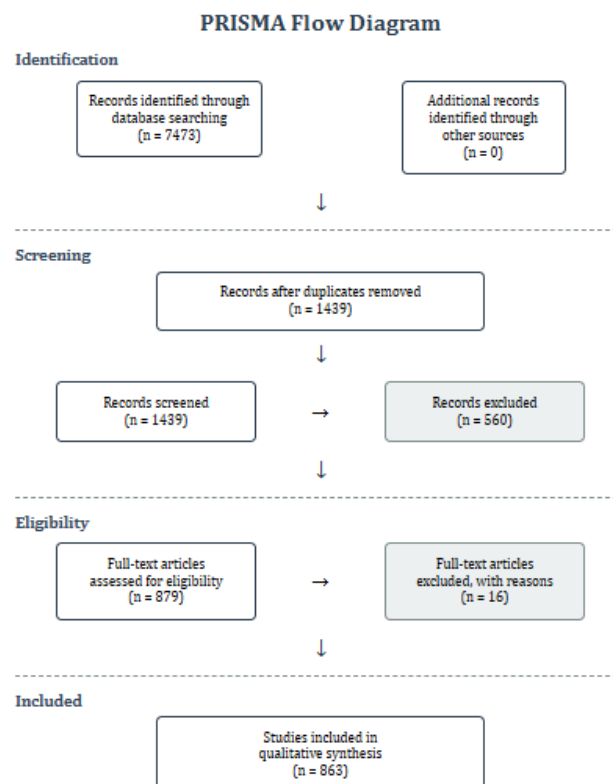 PRISMA Flow Diagram
Identification
Records identified through
database searching
(n = 7473)
Additional records
identified through
other sources
(n = 0)
↓
Screening
Records after duplicates removed
(n = 1439)
↓
Records screened
(n = 1439)
→
Records excluded
(n = 560)
↓
Eligibility
Full-text articles
assessed for eligibility
(n = 879)
→
Full-text articles
excluded, with reasons
(n = 16)
↓
Included
Studies included in
qualitative synthesis
(n = 863)